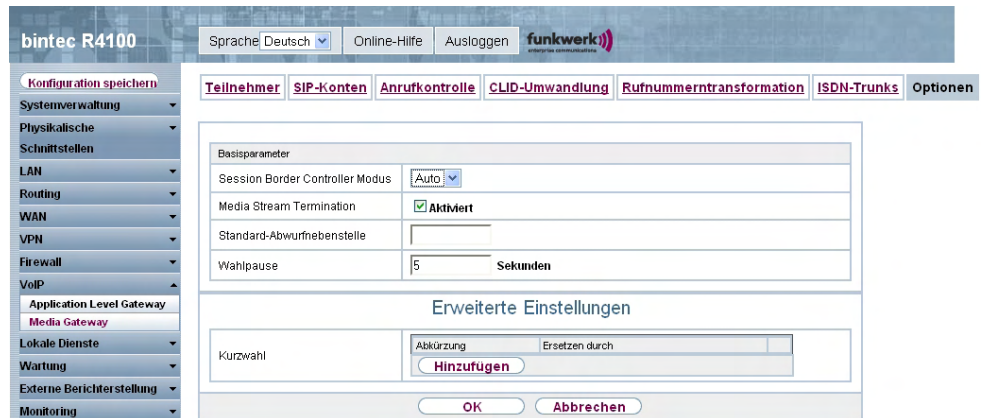 bintec R4100
Sprache Deutsch
Online-Hilfe
Ausloggen
funkwerk
enterprise communications
Konfiguration speichern
Systemverwaltung
Physikalische
Schnittstellen
LAN
Routing
WAN
VPN
Firewall
VoIP
Application Level Gateway
Media Gateway
Lokale Dienste
Wartung
Externe Berichterstellung
Monitoring
Teilnehmer SIP-Konten Anrufkontrolle CLID-Umwandlung Rufnummerntransformation ISDN-Trunks Optionen
Basisparameter
Session Border Controller Modus Auto
Media Stream Termination Aktiviert
Standard-Abwurfnebenstelle
Wahlpause 5 Sekunden
Erweiterte Einstellungen
Kurzwahl
Abkürzung Ersetzen durch
Hinzufügen
OK Abbrechen